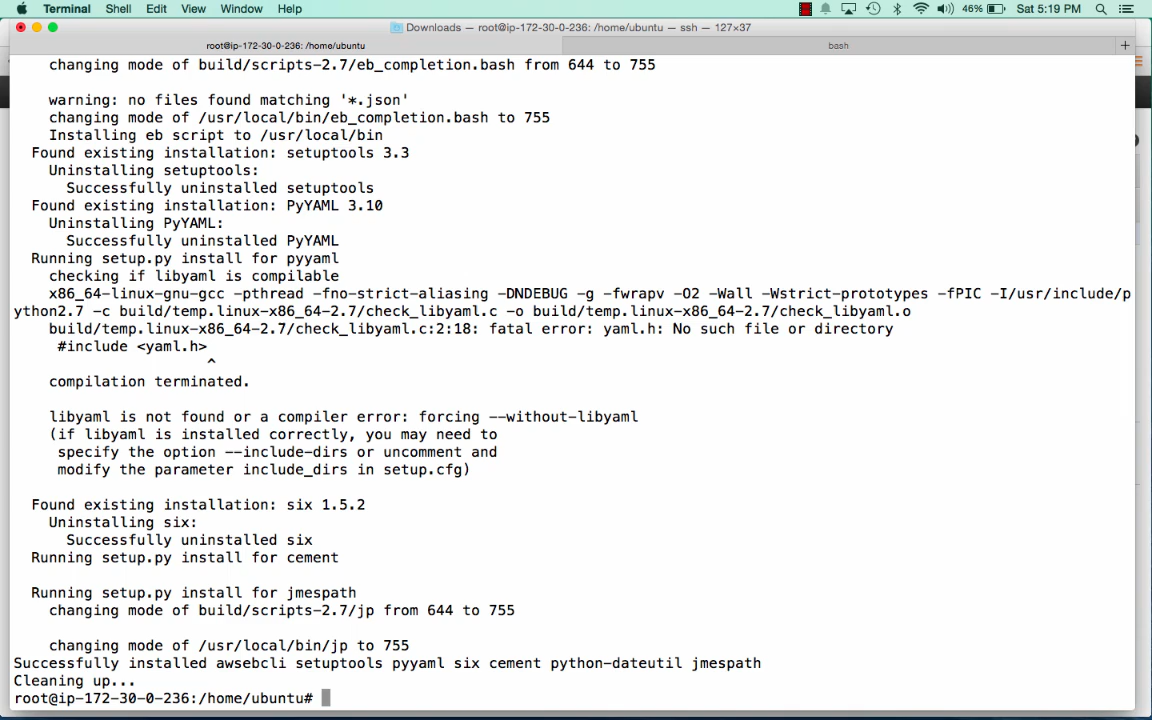 Terminal Shell Edit View Window Help 46% Sat 5:19 PM
Downloads — root@ip-172-30-0-236: /home/ubuntu — ssh — 127×37
root@ip-172-30-0-236: /home/ubuntu bash +
changing mode of build/scripts-2.7/eb_completion.bash from 644 to 755
warning: no files found matching '*.json'
changing mode of /usr/local/bin/eb_completion.bash to 755
Installing eb script to /usr/local/bin
Found existing installation: setuptools 3.3
Uninstalling setuptools:
Successfully uninstalled setuptools
Found existing installation: PyYAML 3.10
Uninstalling PyYAML:
Successfully uninstalled PyYAML
Running setup.py install for pyyaml
checking if libyaml is compilable
x86_64-linux-gnu-gcc -pthread -fno-strict-aliasing -DNDEBUG -g -fwrapv -O2 -Wall -Wstrict-prototypes -fPIC -I/usr/include/p
ython2.7 -c build/temp.linux-x86_64-2.7/check_libyaml.c -o build/temp.linux-x86_64-2.7/check_libyaml.o
build/temp.linux-x86_64-2.7/check_libyaml.c:2:18: fatal error: yaml.h: No such file or directory
#include <yaml.h>
^
compilation terminated.
libyaml is not found or a compiler error: forcing --without-libyaml
(if libyaml is installed correctly, you may need to
specify the option --include-dirs or uncomment and
modify the parameter include_dirs in setup.cfg)
Found existing installation: six 1.5.2
Uninstalling six:
Successfully uninstalled six
Running setup.py install for cement
Running setup.py install for jmespath
changing mode of build/scripts-2.7/jp from 644 to 755
changing mode of /usr/local/bin/jp to 755
Successfully installed awsebcli setuptools pyyaml six cement python-dateutil jmespath
Cleaning up...
root@ip-172-30-0-236:/home/ubuntu#